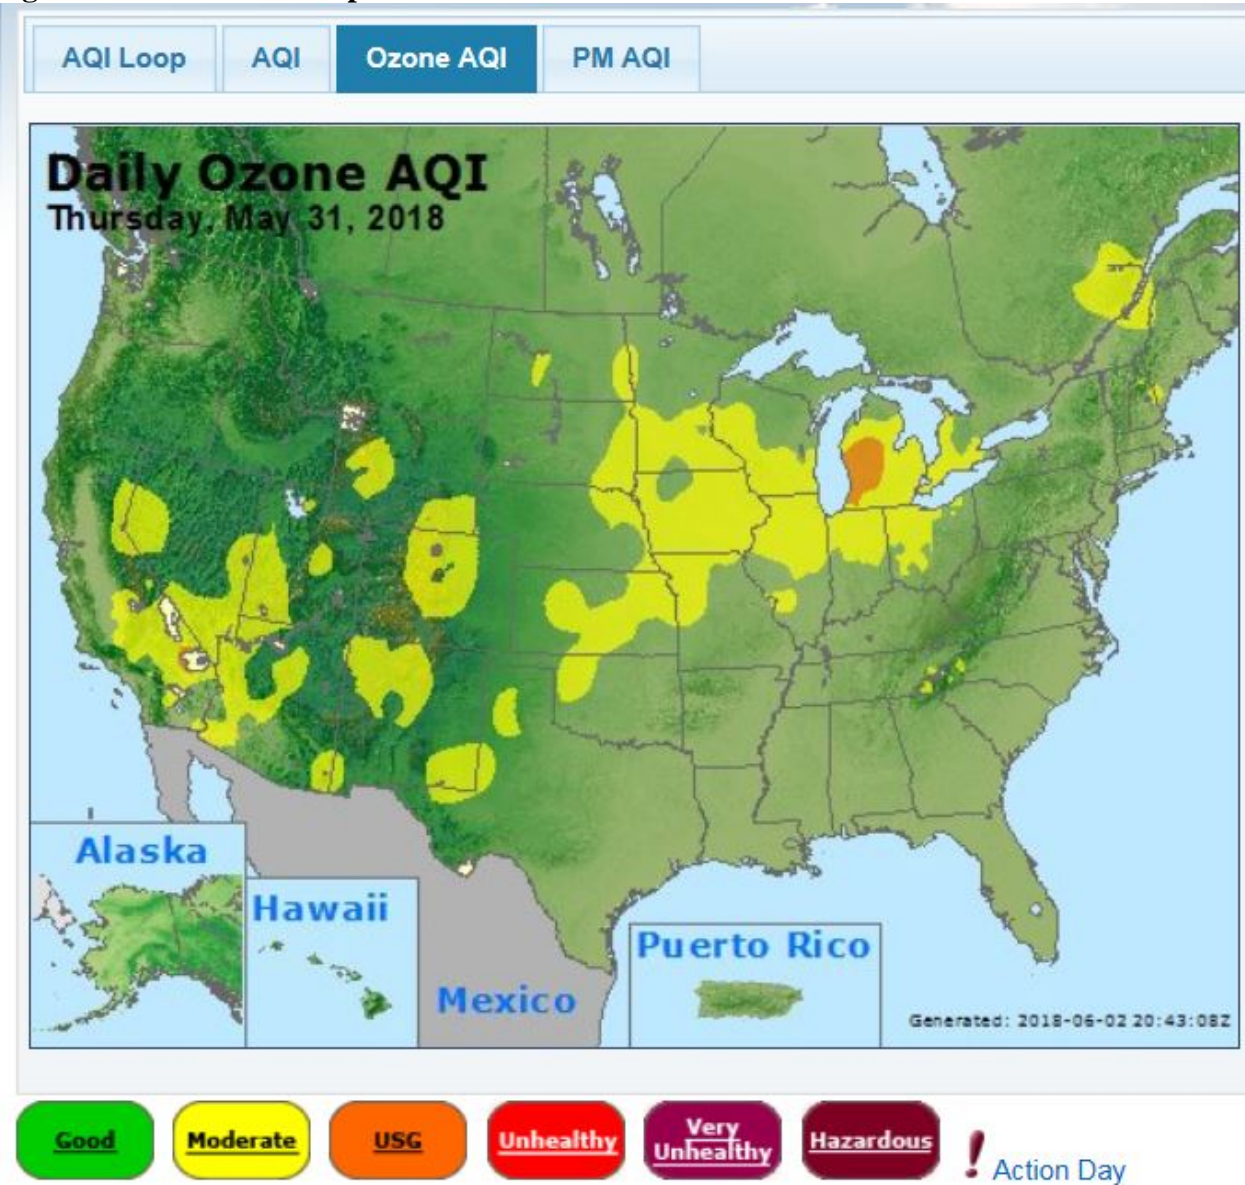 AQI Loop AQI Ozone AQI PM AQI
Daily Ozone AQI
Thursday, May 31, 2018
Alaska
Hawaii
Puerto Rico
Mexico
Generated: 2018-06-02 20:43:08Z
Good Moderate USG Unhealthy Very Unhealthy Hazardous ! Action Day